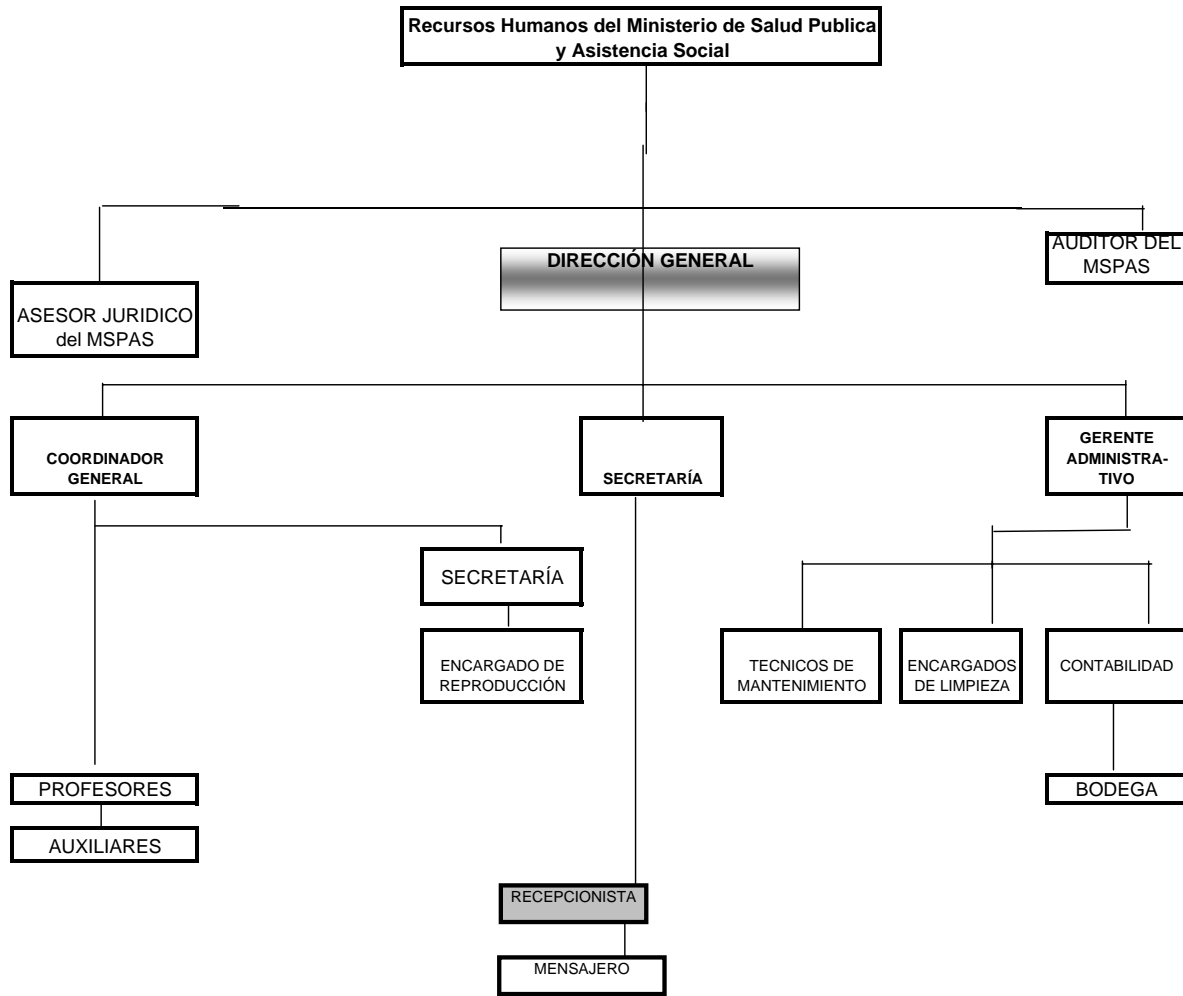 Recursos Humanos del Ministerio de Salud Publica
y Asistencia Social
DIRECCIÓN GENERAL
AUDITOR DEL
MSPAS
ASESOR JURIDICO
del MSPAS
COORDINADOR
GENERAL
SECRETARÍA
GERENTE
ADMINISTRA-
TIVO
SECRETARÍA
ENCARGADO DE
REPRODUCCIÓN
TECNICOS DE
MANTENIMIENTO
ENCARGADOS
DE LIMPIEZA
CONTABILIDAD
PROFESORES
BODEGA
AUXILIARES
RECEPCIONISTA
MENSAJERO